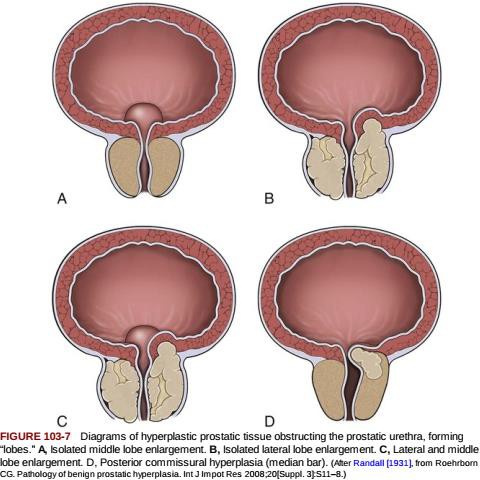 A
B
C
D
FIGURE 103-7 Diagrams of hyperplastic prostatic tissue obstructing the prostatic urethra, forming
“lobes.” A, Isolated middle lobe enlargement. B, Isolated lateral lobe enlargement. C, Lateral and middle
lobe enlargement. D, Posterior commissural hyperplasia (median bar). (After Randall [1931], from Roehrborn
CG. Pathology of benign prostatic hyperplasia. Int J Impot Res 2008;20[Suppl. 3]:S11–8.)